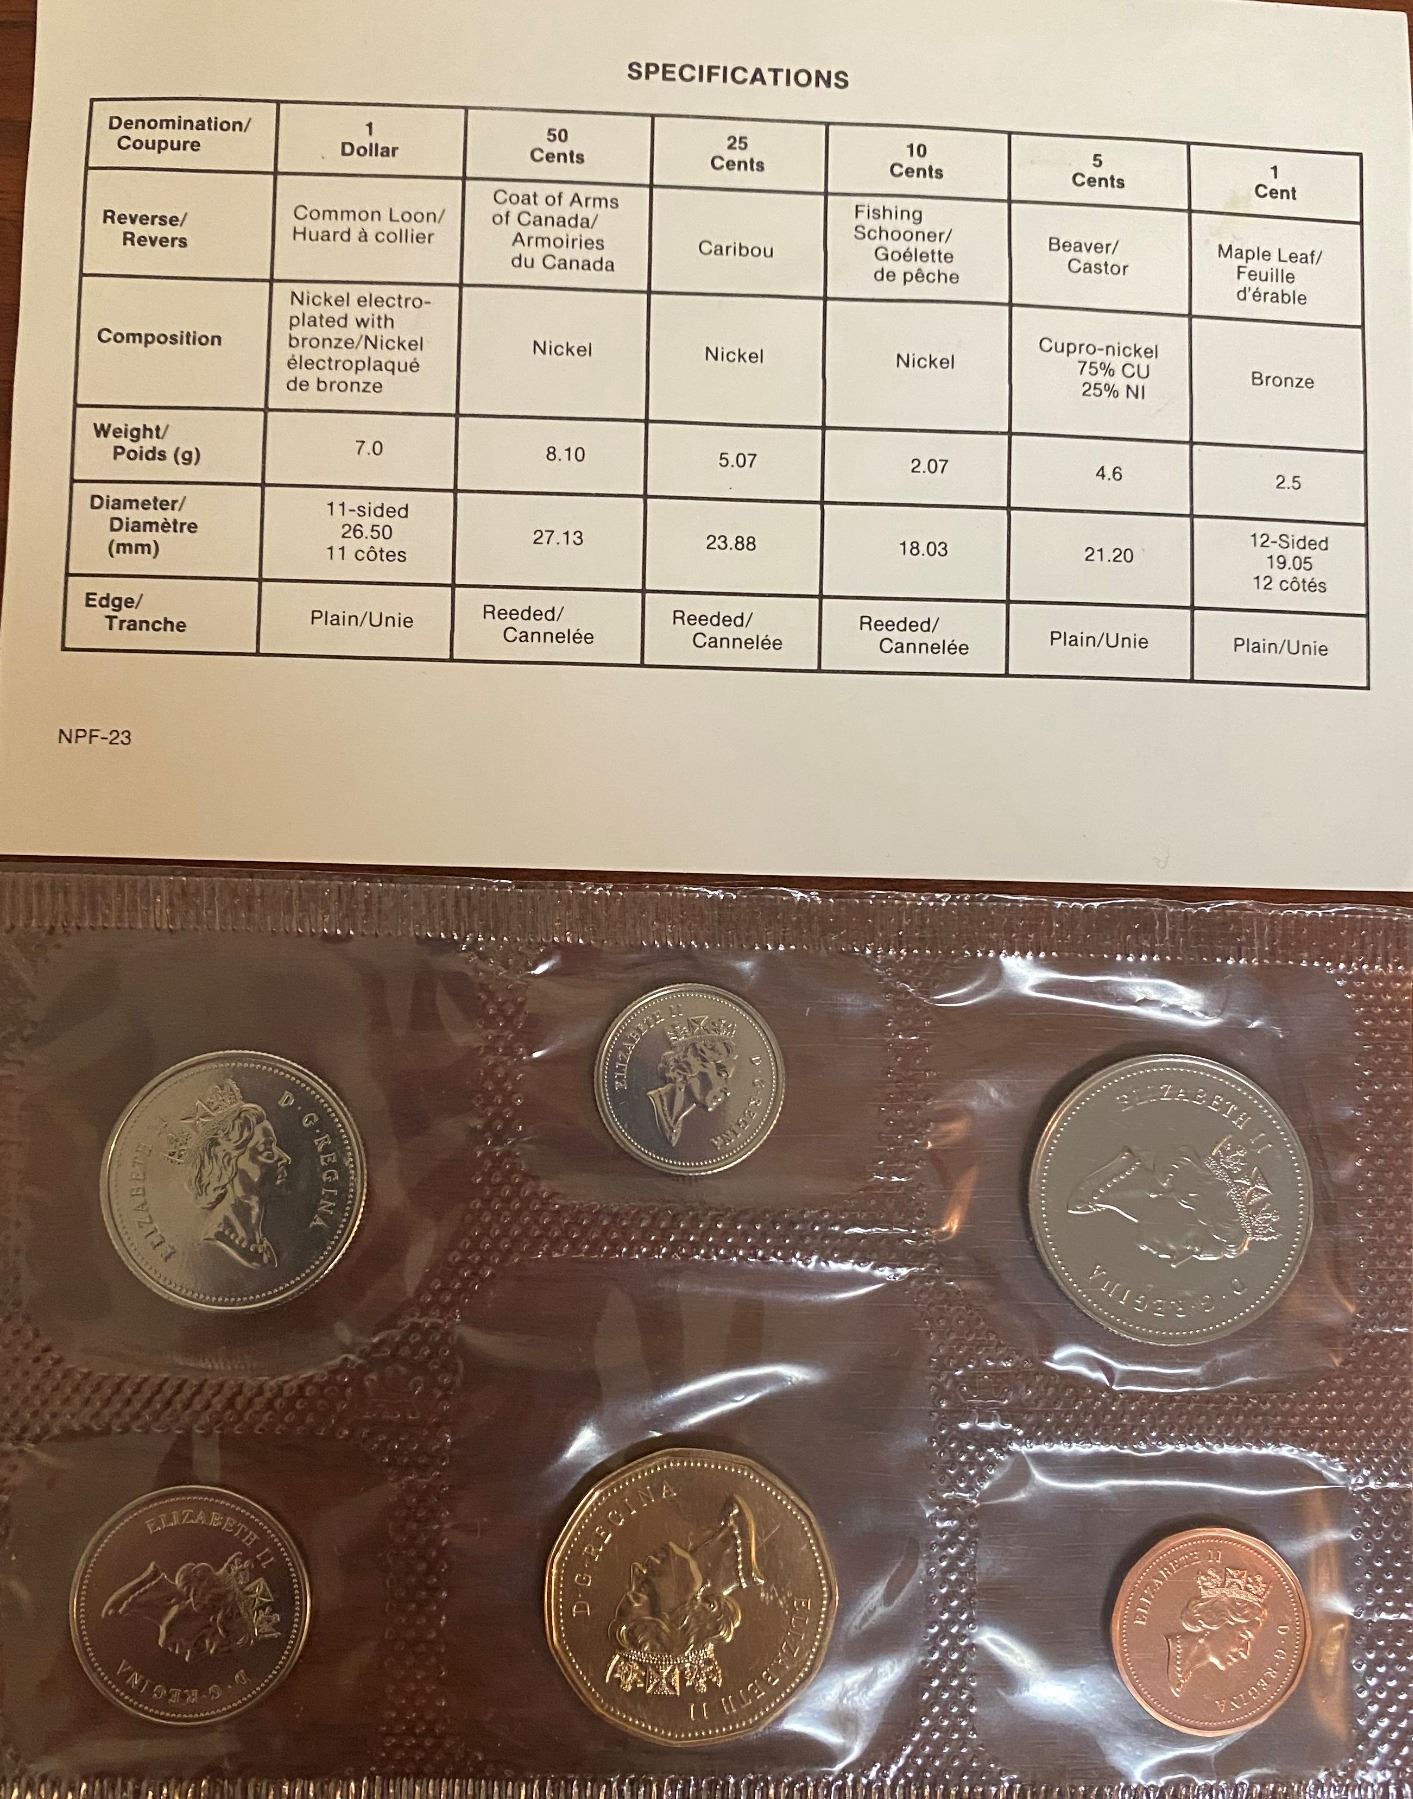 SPECIFICATIONS
Denomination/
Coupure
1
Dollar
50
Cents
25
Cents
10
Cents
5
Cents
1
Cent
Reverse/
Revers
Common Loon/
Huard à collier
Coat of Arms
of Canada/
Armoiries
du Canada
Caribou
Fishing
Schooner/
Goélette
de pêche
Beaver/
Castor
Maple Leaf/
Feuille
d'érable
Composition
Nickel electro-
plated with
bronze/Nickel
électroplaqué
de bronze
Nickel
Nickel
Nickel
Cupro-nickel
75% CU
25% NI
Bronze
Weight/
Poids (g)
7.0
8.10
5.07
2.07
4.6
2.5
Diameter/
Diamètre
(mm)
11-sided
26.50
11 côtes
27.13
23.88
18.03
21.20
12-Sided
19.05
12 côtés
Edge/
Tranche
Plain/Unie
Reeded/
Cannelée
Reeded/
Cannelée
Reeded/
Cannelée
Plain/Unie
Plain/Unie
NPF-23
ELIZABETH II D·G·REGINA
ELIZABETH II D·G·REGINA
ELIZABETH II D·G·REGINA
ELIZABETH II D·G·REGINA
ELIZABETH II D·G·REGINA
ELIZABETH II D·G·REGINA